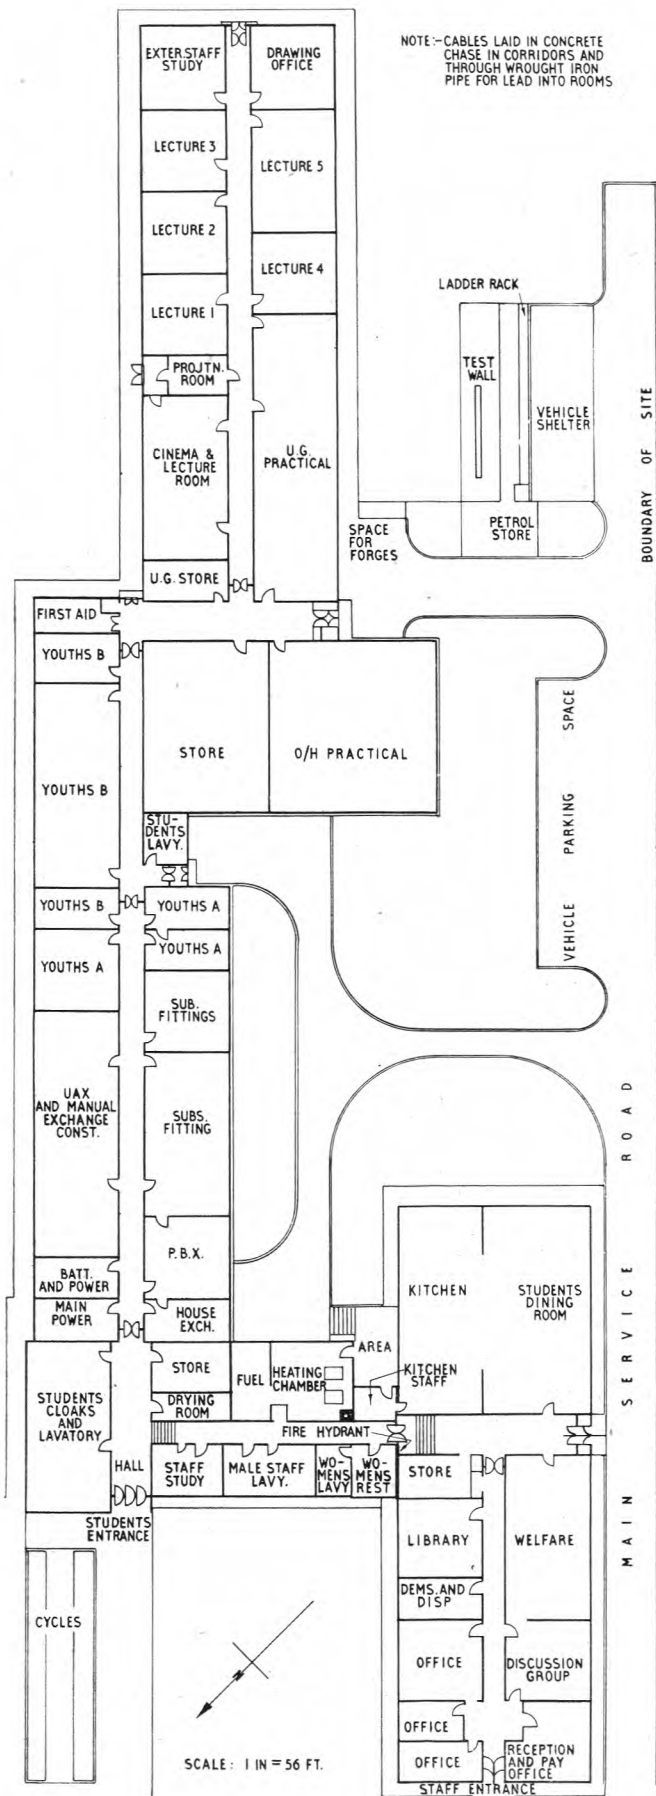 NOTE:-CABLES LAID IN CONCRETE
CHASE IN CORRIDORS AND
THROUGH WROUGHT IRON
PIPE FOR LEAD INTO ROOMS
EXTER.STAFF
STUDY
DRAWING
OFFICE
LECTURE 3
LECTURE 5
LECTURE 2
LECTURE 4
LECTURE 1
PROJTN.
ROOM
CINEMA &
LECTURE
ROOM
U.G.
PRACTICAL
U.G. STORE
LADDER RACK
TEST
WALL
VEHICLE
SHELTER
PETROL
STORE
SPACE
FOR
FORGES
BOUNDARY OF SITE
FIRST AID
YOUTHS B
YOUTHS B
STORE
O/H PRACTICAL
STU-
DENTS
LAVY.
VEHICLE PARKING SPACE
YOUTHS B
YOUTHS A
YOUTHS A
YOUTHS A
SUB.
FITTINGS
UAX
AND MANUAL
EXCHANGE
CONST.
SUBS.
FITTING
P.B.X.
BATT.
AND POWER
MAIN
POWER
HOUSE
EXCH.
KITCHEN
STUDENTS
DINING
ROOM
AREA
KITCHEN
STAFF
STORE
FUEL
HEATING
CHAMBER
DRYING
ROOM
STUDENTS
CLOAKS
AND
LAVATORY
FIRE HYDRANT
HALL
STAFF
STUDY
MALE STAFF
LAVY.
WO-
MENS
LAVY
WO-
MENS
REST
STUDENTS
ENTRANCE
STORE
LIBRARY
WELFARE
DEMS. AND
DISP
OFFICE
DISCUSSION
GROUP
OFFICE
OFFICE
RECEPTION
AND PAY
OFFICE
STAFF ENTRANCE
MAIN SERVICE ROAD
CYCLES
N
SCALE: 1 IN = 56 FT.